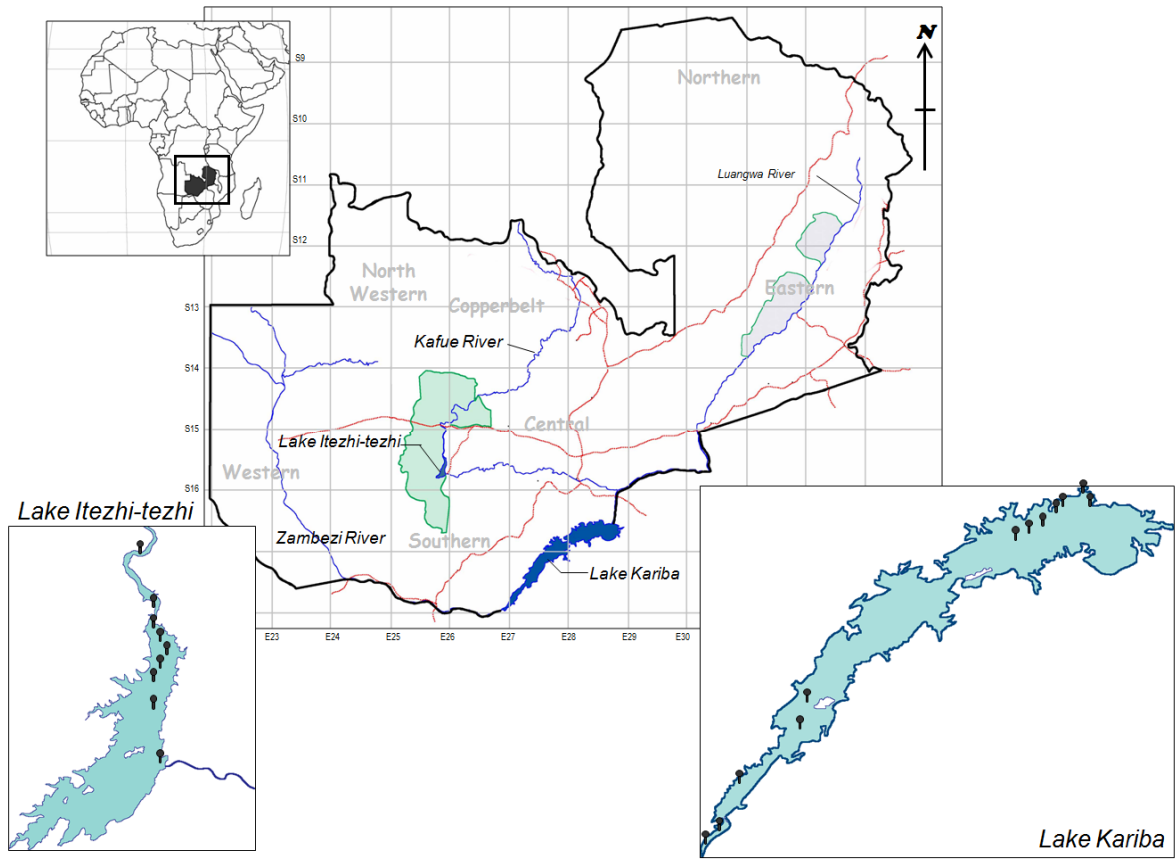 N
S9
Northern
S10
Luangwa River
S11
S12
North
Western
Eastern
Copperbelt
S13
Kafue River
S14
Central
S15
Lake Itezhi-tezhi
Western
S16
Lake Itezhi-tezhi
Zambezi River
Southern
Lake Kariba
E23
E24
E25
E26
E27
E28
E29
E30
Lake Kariba